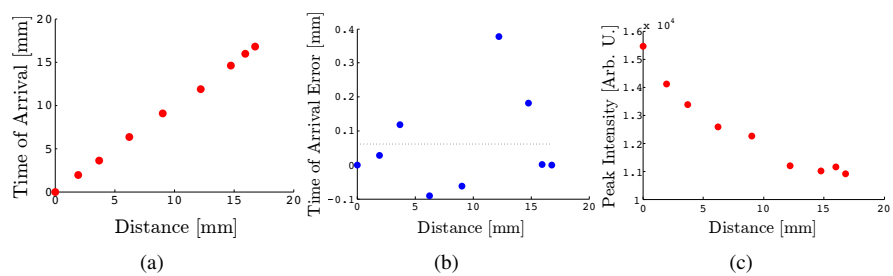 20
15
10
5
0
0 5 10 15 20
Time of Arrival [mm]
Distance [mm]
(a)
0.4
0.3
0.2
0.1
0
-0.1
0 5 10 15 20
Time of Arrival Error [mm]
Distance [mm]
(b)
x 10⁴
1.6
1.5
1.4
1.3
1.2
1.1
1
0 5 10 15 20
Peak Intensity [Arb. U.]
Distance [mm]
(c)